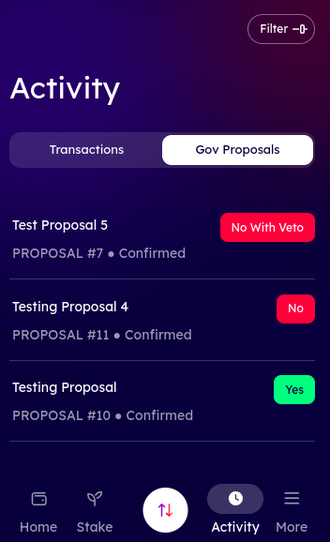 Filter
Activity
Transactions
Gov Proposals
Test Proposal 5
No With Veto
PROPOSAL #7 • Confirmed
Testing Proposal 4
No
PROPOSAL #11 • Confirmed
Testing Proposal
Yes
PROPOSAL #10 • Confirmed
Home
Stake
Activity
More